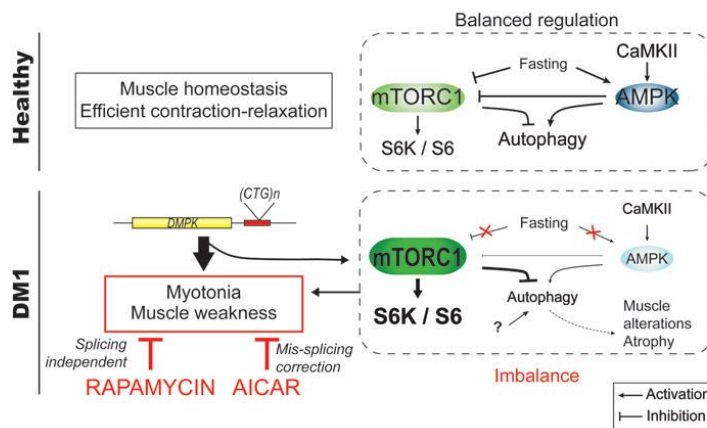 Healthy
Muscle homeostasis
Efficient contraction-relaxation
Balanced regulation
CaMKII
Fasting
mTORC1
AMPK
Autophagy
S6K / S6
DM1
(CTG)n
DMPK
Myotonia
Muscle weakness
Splicing
independent
Mis-splicing
correction
RAPAMYCIN
AICAR
CaMKII
Fasting
mTORC1
AMPK
Autophagy
S6K / S6
?
Muscle
alterations
Atrophy
Imbalance
Activation
Inhibition